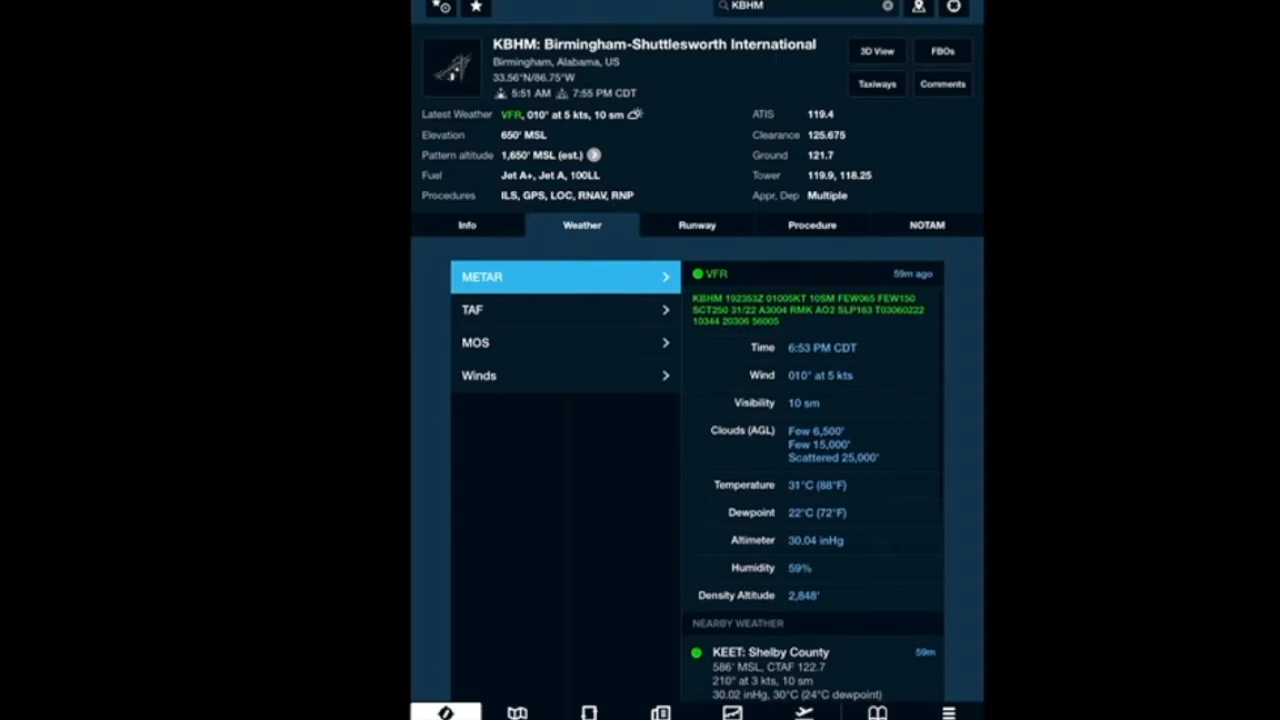 KBHM
KBHM: Birmingham-Shuttlesworth International
Birmingham, Alabama, US
33.56°N/86.75°W
5:51 AM 7:55 PM CDT
3D View FBOs
Taxiways Comments
Latest Weather VFR, 010° at 5 kts, 10 sm
Elevation 650' MSL
Pattern altitude 1,650' MSL (est.)
Fuel Jet A+, Jet A, 100LL
Procedures ILS, GPS, LOC, RNAV, RNP
ATIS 119.4
Clearance 125.675
Ground 121.7
Tower 119.9, 118.25
Appr, Dep Multiple
Info Weather Runway Procedure NOTAM
METAR
TAF
MOS
Winds
VFR 59m ago
KBHM 192353Z 01005KT 10SM FEW065 FEW150
SCT250 31/22 A3004 RMK AO2 SLP163 T03060222
10344 20306 56005
Time 6:53 PM CDT
Wind 010° at 5 kts
Visibility 10 sm
Clouds (AGL) Few 6,500'
Few 15,000'
Scattered 25,000'
Temperature 31°C (88°F)
Dewpoint 22°C (72°F)
Altimeter 30.04 inHg
Humidity 59%
Density Altitude 2,848'
NEARBY WEATHER
KEET: Shelby County 59m
586' MSL, CTAF 122.7
210° at 3 kts, 10 sm
30.02 inHg, 30°C (24°C dewpoint)